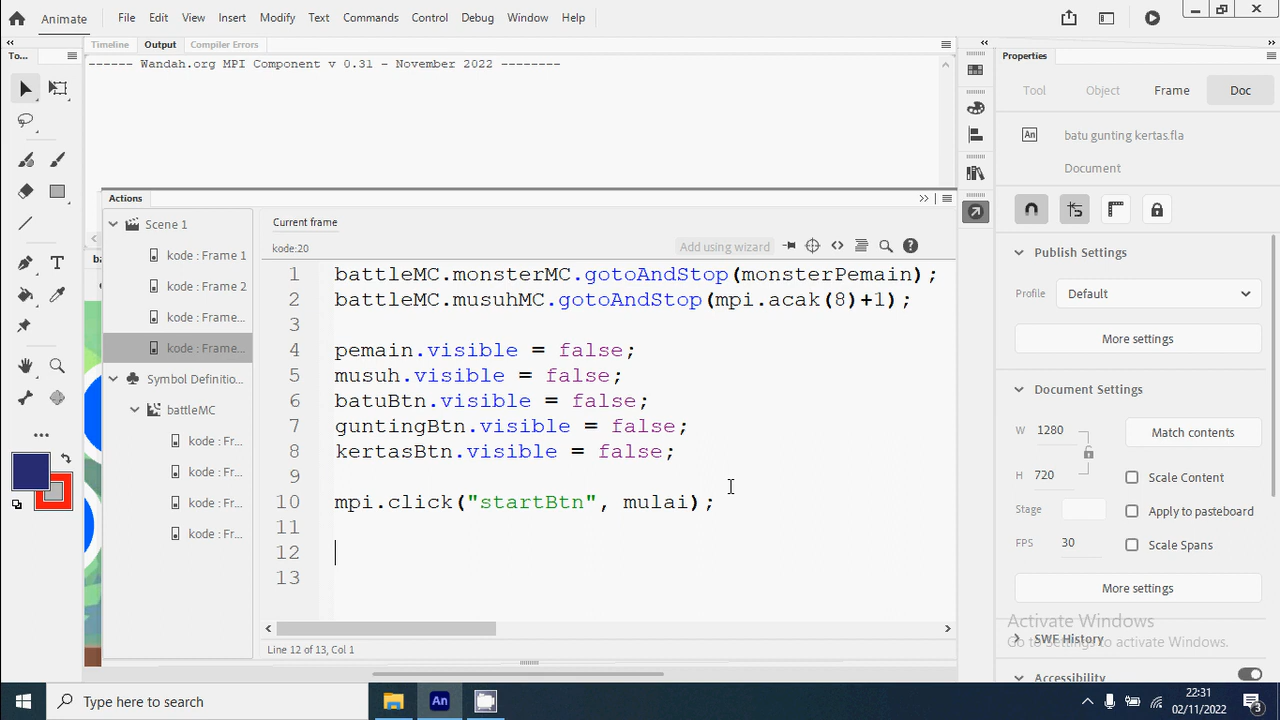 Animate
File Edit View Insert Modify Text Commands Control Debug Window Help
Timeline Output Compiler Errors
To...
------ Wandah.org MPI Component v 0.31 - November 2022 --------
Actions
Scene 1
kode : Frame 1
kode : Frame 2
kode : Frame...
kode : Frame...
Symbol Definitio...
battleMC
kode : Fr...
kode : Fr...
kode : Fr...
kode : Fr...
Current frame
kode:20
Add using wizard
1 battleMC.monsterMC.gotoAndStop(monsterPemain);
2 battleMC.musuhMC.gotoAndStop(mpi.acak(8)+1);
3
4 pemain.visible = false;
5 musuh.visible = false;
6 batuBtn.visible = false;
7 guntingBtn.visible = false;
8 kertasBtn.visible = false;
9
10 mpi.click("startBtn", mulai);
11
12
13
Line 12 of 13, Col 1
Properties
Tool Object Frame Doc
An batu gunting kertas.fla
Document
Publish Settings
Profile Default
More settings
Document Settings
W 1280 Match contents
H 720 Scale Content
Stage Apply to pasteboard
FPS 30 Scale Spans
More settings
Activate Windows
Go to Settings to activate Windows.
SWF History
Accessibility
Type here to search
An
22:31
02/11/2022
3